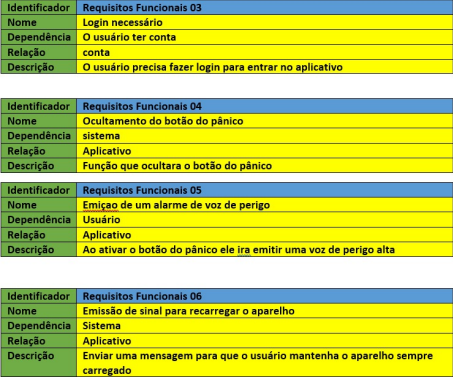 Identificador Requisitos Funcionais 03
Nome Login necessário
Dependência O usuário ter conta
Relação conta
Descrição O usuário precisa fazer login para entrar no aplicativo
Identificador Requisitos Funcionais 04
Nome Ocultamento do botão do pânico
Dependência sistema
Relação Aplicativo
Descrição Função que ocultara o botão do pânico
Identificador Requisitos Funcionais 05
Nome Emiçao de um alarme de voz de perigo
Dependência Usuário
Relação Aplicativo
Descrição Ao ativar o botão do pânico ele ira emitir uma voz de perigo alta
Identificador Requisitos Funcionais 06
Nome Emissão de sinal para recarregar o aparelho
Dependência Sistema
Relação Aplicativo
Descrição Enviar uma mensagem para que o usuário mantenha o aparelho sempre
carregado